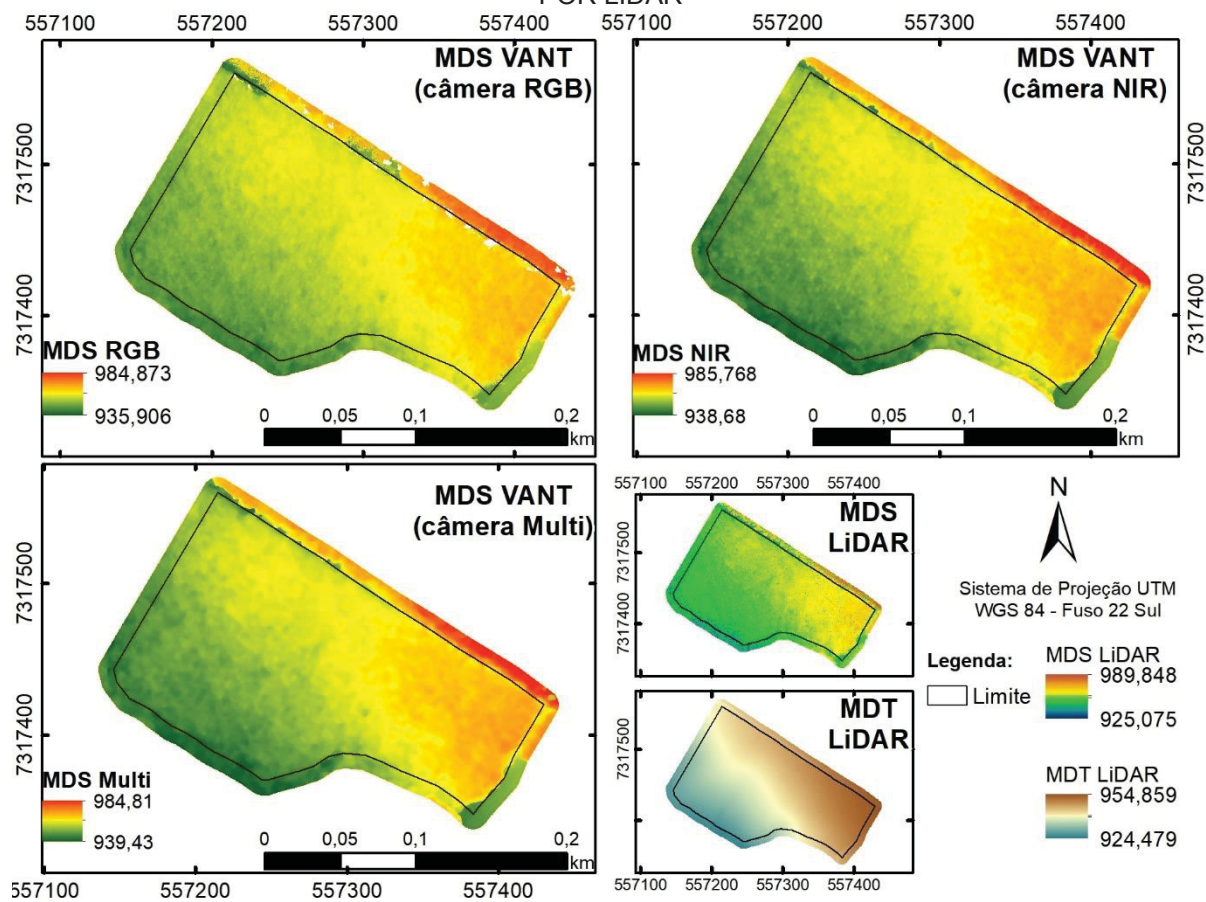 POR LIDAR
557100 557200 557300 557400
557100 557200 557300 557400
MDS VANT
(câmera RGB)
7317500
7317400
MDS RGB
984,873
935,906
0 0,05 0,1 0,2
km
MDS VANT
(câmera NIR)
7317500
7317400
MDS NIR
985,768
938,68
0 0,05 0,1 0,2
km
MDS VANT
(câmera Multi)
7317500
7317400
MDS Multi
984,81
939,43
0 0,05 0,1 0,2
km
557100 557200 557300 557400
557100 557200 557300 557400
MDS
LiDAR
7317500
7317400
MDT
LiDAR
7317500
557100 557200 557300 557400
N
Sistema de Projeção UTM
WGS 84 - Fuso 22 Sul
Legenda:
Limite
MDS LiDAR
989,848
925,075
MDT LiDAR
954,859
924,479